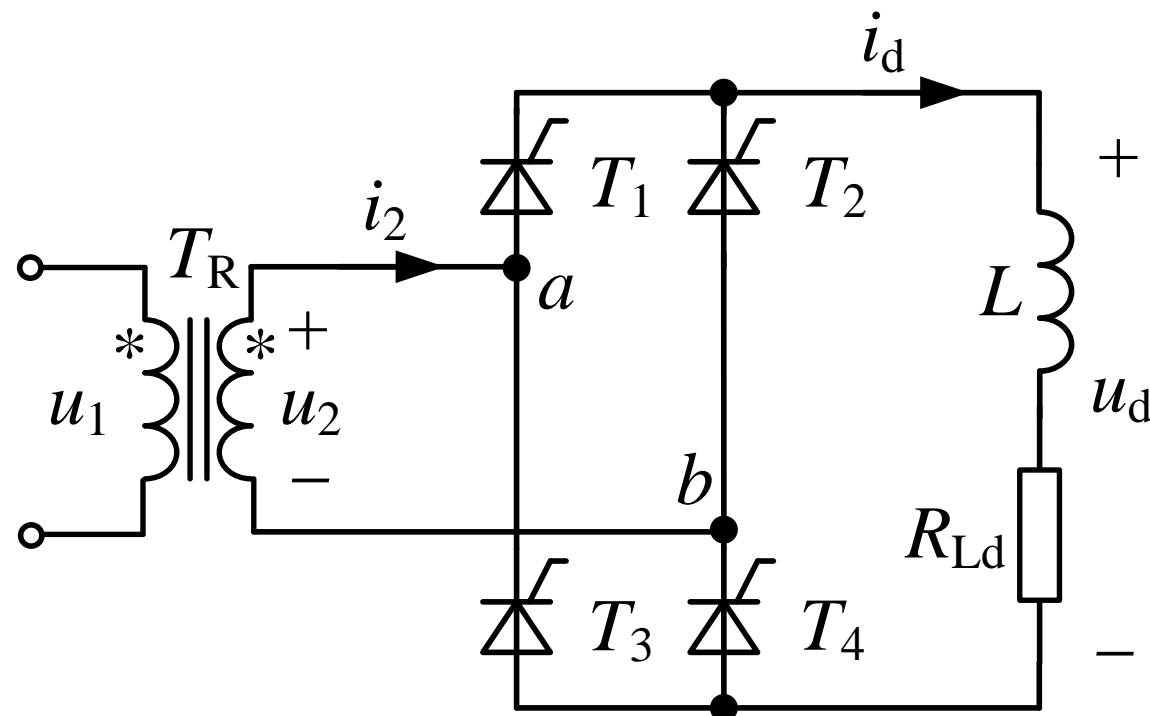 i_d
T_1
T_2
+
i_2
T_R
a
L
*
*
+
u_1
u_2
u_d
−
b
R_Ld
T_3
T_4
−